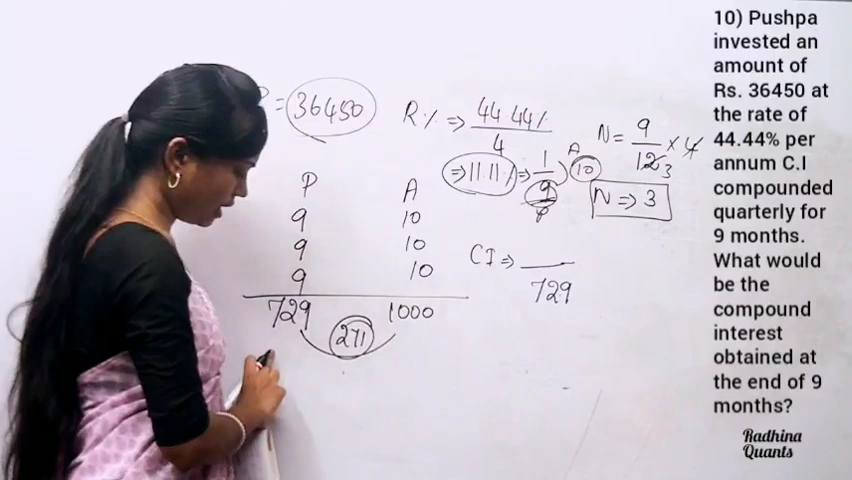 P = 36450
R% => 44.44% / 4
=> 11.11% => 1/9
A
10
P
N = 9/12 × 4
3
N => 3
P A
9 10
9 10
9 10
729 1000
271
CI => __/729
10) Pushpa
invested an
amount of
Rs. 36450 at
the rate of
44.44% per
annum C.I
compounded
quarterly for
9 months.
What would
be the
compound
interest
obtained at
the end of 9
months?
Radhina
Quants